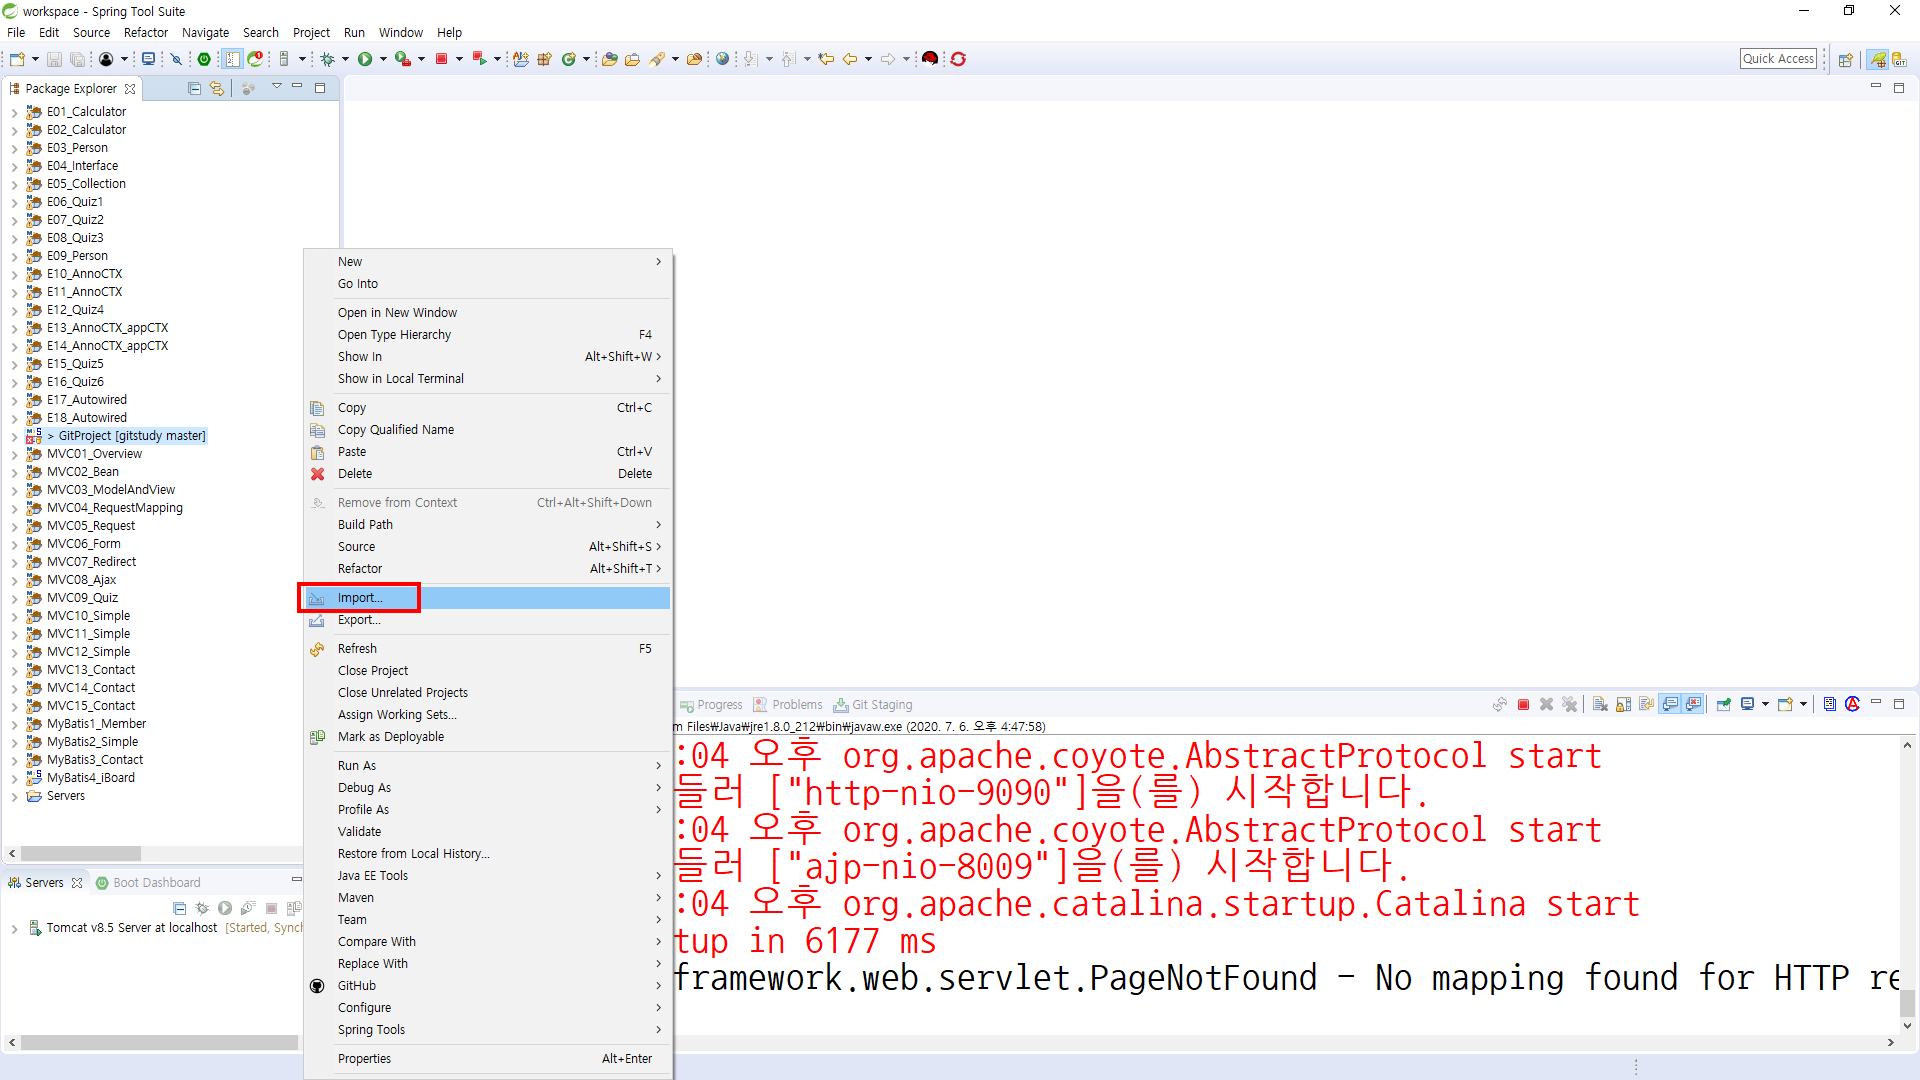 workspace - Spring Tool Suite
File Edit Source Refactor Navigate Search Project Run Window Help
Quick Access
Package Explorer
E01_Calculator
E02_Calculator
E03_Person
E04_Interface
E05_Collection
E06_Quiz1
E07_Quiz2
E08_Quiz3
E09_Person
E10_AnnoCTX
E11_AnnoCTX
E12_Quiz4
E13_AnnoCTX_appCTX
E14_AnnoCTX_appCTX
E15_Quiz5
E16_Quiz6
E17_Autowired
E18_Autowired
> GitProject [gitstudy master]
MVC01_Overview
MVC02_Bean
MVC03_ModelAndView
MVC04_RequestMapping
MVC05_Request
MVC06_Form
MVC07_Redirect
MVC08_Ajax
MVC09_Quiz
MVC10_Simple
MVC11_Simple
MVC12_Simple
MVC13_Contact
MVC14_Contact
MVC15_Contact
MyBatis1_Member
MyBatis2_Simple
MyBatis3_Contact
MyBatis4_iBoard
Servers
Servers Boot Dashboard
Tomcat v8.5 Server at localhost [Started, Synch
New
Go Into
Open in New Window
Open Type Hierarchy F4
Show In Alt+Shift+W
Show in Local Terminal
Copy Ctrl+C
Copy Qualified Name
Paste Ctrl+V
Delete Delete
Remove from Context Ctrl+Alt+Shift+Down
Build Path
Source Alt+Shift+S
Refactor Alt+Shift+T
Import...
Export...
Refresh F5
Close Project
Close Unrelated Projects
Assign Working Sets...
Mark as Deployable
Run As
Debug As
Profile As
Validate
Restore from Local History...
Java EE Tools
Maven
Team
Compare With
Replace With
GitHub
Configure
Spring Tools
Properties Alt+Enter
Progress Problems Git Staging
m Files₩Java₩jre1.8.0_212₩bin₩javaw.exe (2020. 7. 6. 오후 4:47:58)
:04 오후 org.apache.coyote.AbstractProtocol start
들러 ["http-nio-9090"]을(를) 시작합니다.
:04 오후 org.apache.coyote.AbstractProtocol start
들러 ["ajp-nio-8009"]을(를) 시작합니다.
:04 오후 org.apache.catalina.startup.Catalina start
tup in 6177 ms
framework.web.servlet.PageNotFound - No mapping found for HTTP re